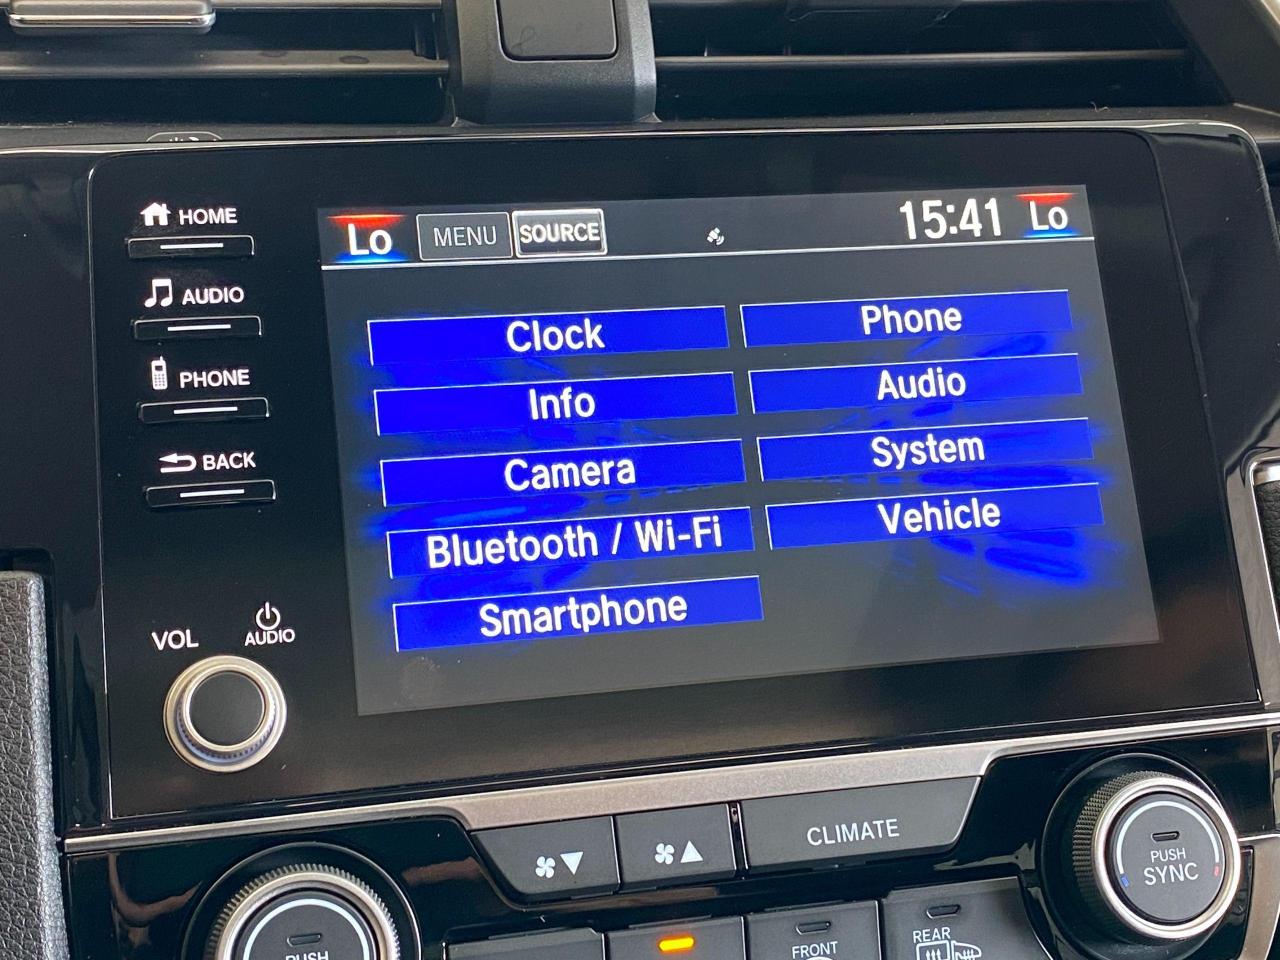 HOME
AUDIO
PHONE
BACK
VOL
AUDIO
Lo
MENU
SOURCE
15:41
Lo
Clock
Phone
Info
Audio
Camera
System
Bluetooth / Wi-Fi
Vehicle
Smartphone
CLIMATE
PUSH
SYNC
PUSH
FRONT
REAR